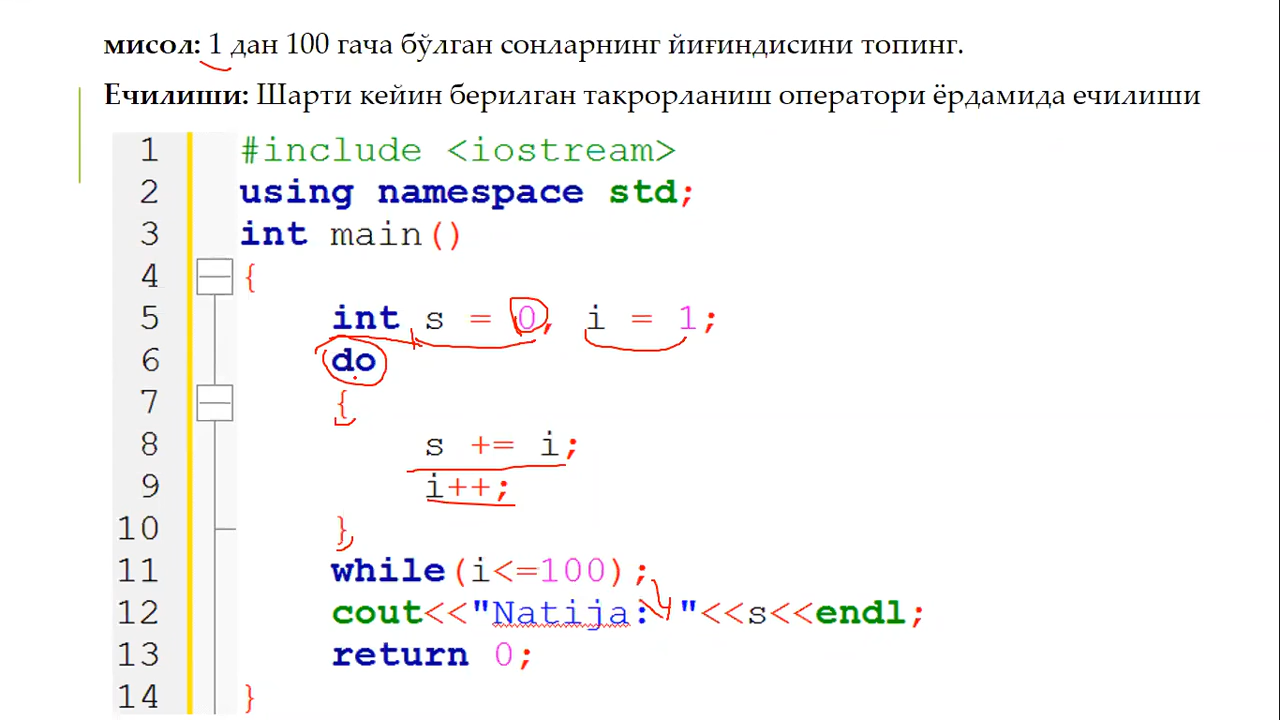 мисол: 1 дан 100 гача бўлган сонларнинг йиғиндисини топинг.
Ечилиши: Шарти кейин берилган такрорланиш оператори ёрдамида ечилиши
1 #include <iostream>
2 using namespace std;
3 int main()
4 {
5 int s = 0, i = 1;
6 do
7 {
8 s += i;
9 i++;
10 }
11 while(i<=100);
12 cout<<"Natija: "<<s<<endl;
13 return 0;
14 }